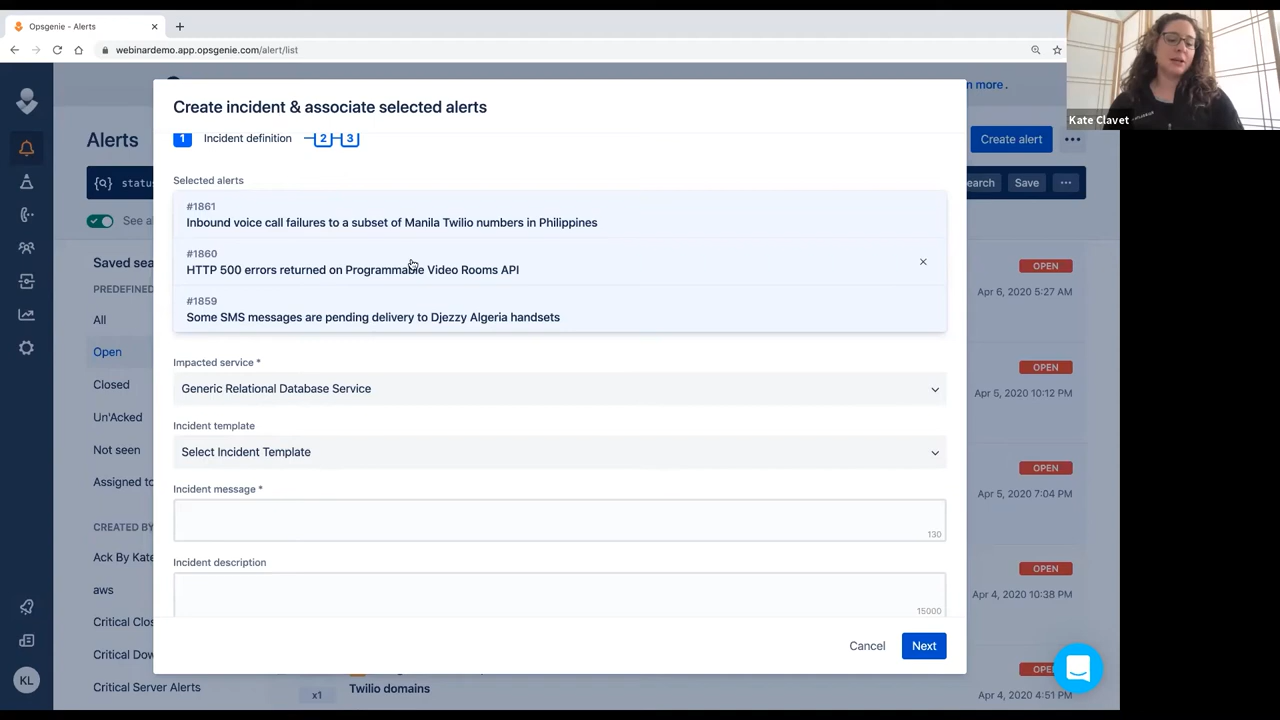 Opsgenie - Alerts
webinardemo.app.opsgenie.com/alert/list
Kate Clavet
n more .
Create incident & associate selected alerts
1 Incident definition 2 3
Alerts
Create alert
status
earch
Save
See a
Selected alerts
#1861
Inbound voice call failures to a subset of Manila Twilio numbers in Philippines
#1860
HTTP 500 errors returned on Programmable Video Rooms API
#1859
Some SMS messages are pending delivery to Djezzy Algeria handsets
Saved sea
PREDEFINED
All
Open
Closed
Un'Acked
Not seen
Assigned to
CREATED BY
Ack By Kate
aws
Critical Clos
Critical Dow
Critical Server Alerts
Impacted service *
Generic Relational Database Service
Incident template
Select Incident Template
Incident message *
130
Incident description
15000
Cancel
Next
OPEN
Apr 6, 2020 5:27 AM
OPEN
Apr 5, 2020 10:12 PM
OPEN
Apr 5, 2020 7:04 PM
OPEN
Apr 4, 2020 10:38 PM
OPE
Apr 4, 2020 4:51 PM
x1
Twilio domains
KL